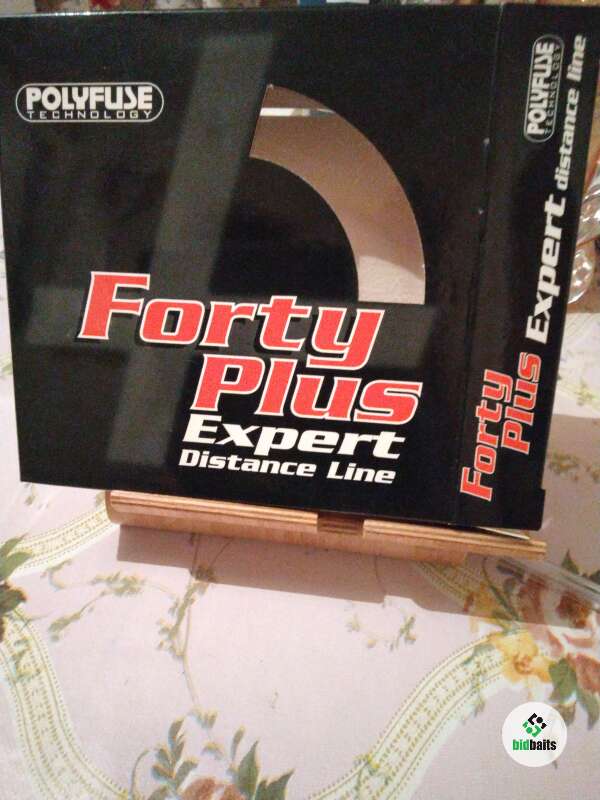 POLYFUSE
TECHNOLOGY
Forty
Plus
Expert
Distance Line
Forty
Plus
Expert distance line
POLYFUSE
TECHNOLOGY
bidbaits